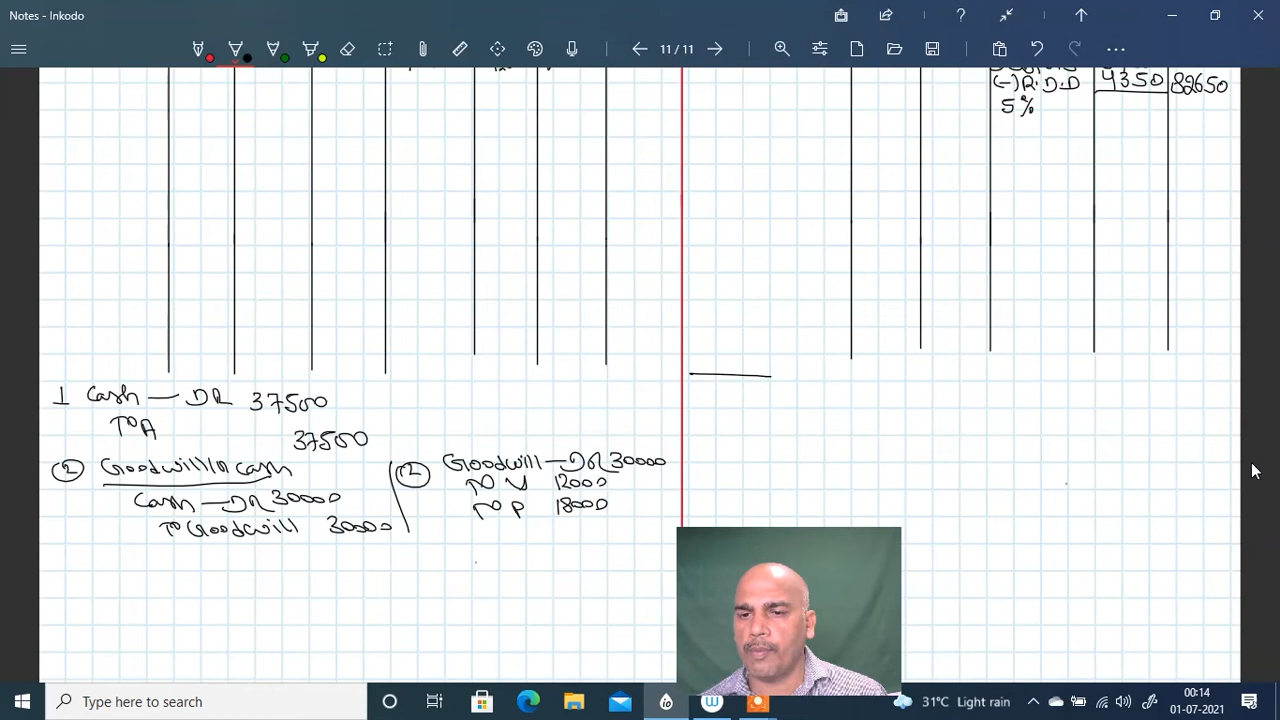 Notes - Inkodo
11 / 11
(-) R.D.D 4350 82650
5%
1 Cash — DR 37500
To A 37500
② Goodwill In cash
Cash — DR 30000
To Goodwill 30000
② Goodwill — DR 30000
To V 12000
To P 18000
Type here to search
31°C Light rain
00:14
01-07-2021